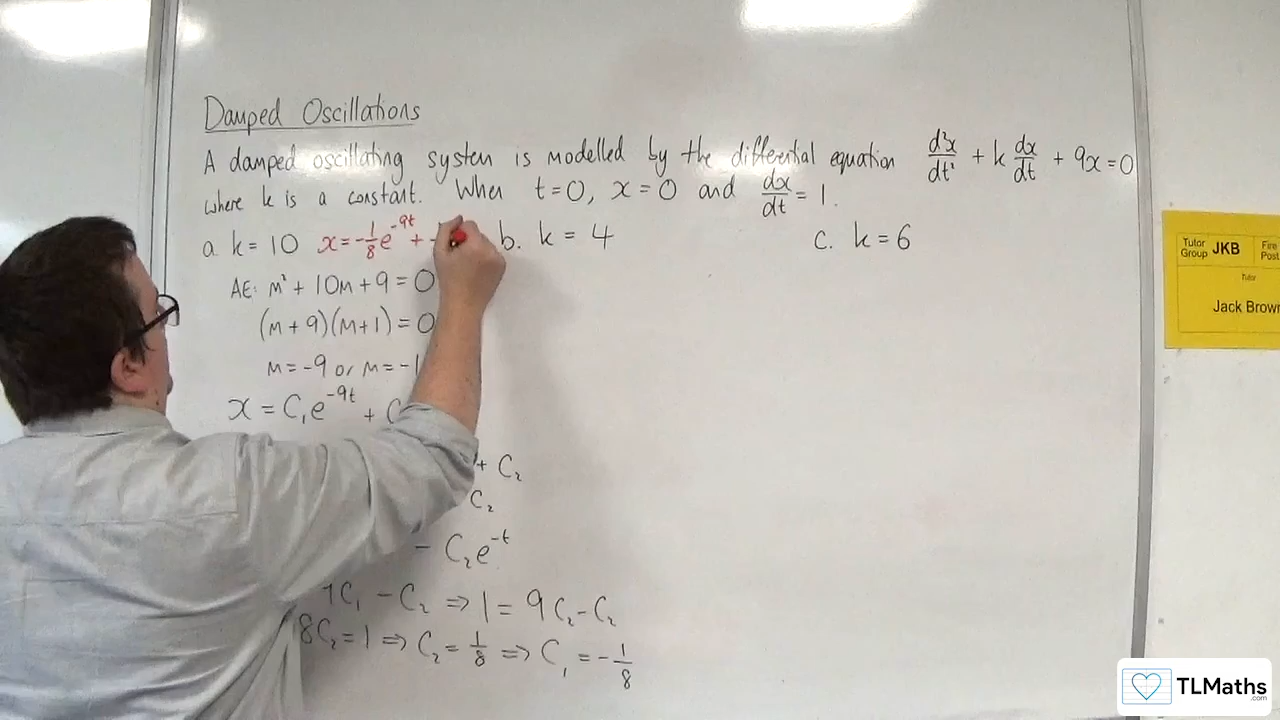 Damped Oscillations
A damped oscillating system is modelled by the differential equation d²x/dt² + k dx/dt + 9x = 0
where k is a constant. When t = 0, x = 0 and dx/dt = 1.
a. k = 10 x = -1/8 e^-9t +
b. k = 4
c. k = 6
AE: m² + 10m + 9 = 0
(m + 9)(m + 1) = 0
m = -9 or m = -1
x = C₁e^-9t + C
+ C₂
C₂
- C₂e^-t
C₁ - C₂ ⇒ 1 = 9C₂ - C₂
8C₂ = 1 ⇒ C₂ = 1/8 ⇒ C₁ = -1/8
Tutor Group JKB
Fire
Jack Brown
TLMaths
.com